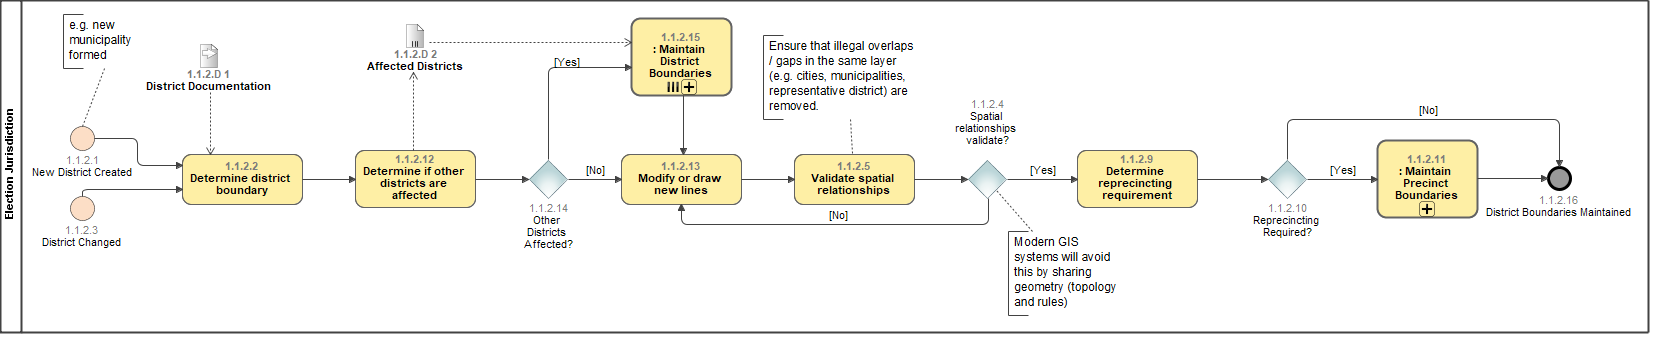 Election Jurisdiction
e.g. new
municipality
formed
1.1.2.D 1
District Documentation
1.1.2.D 2
Affected Districts
1.1.2.15
: Maintain
District
Boundaries
Ensure that illegal overlaps
/ gaps in the same layer
(e.g. cities, municipalities,
representative district) are
removed.
1.1.2.1
New District Created
1.1.2.3
District Changed
1.1.2.2
Determine district
boundary
1.1.2.12
Determine if other
districts are
affected
1.1.2.14
Other
Districts
Affected?
[Yes]
[No]
1.1.2.13
Modify or draw
new lines
1.1.2.5
Validate spatial
relationships
1.1.2.4
Spatial
relationships
validate?
[Yes]
[No]
Modern GIS
systems will avoid
this by sharing
geometry (topology
and rules)
1.1.2.9
Determine
reprecincting
requirement
1.1.2.10
Reprecincting
Required?
[No]
[Yes]
1.1.2.11
: Maintain
Precinct
Boundaries
1.1.2.16
District Boundaries Maintained